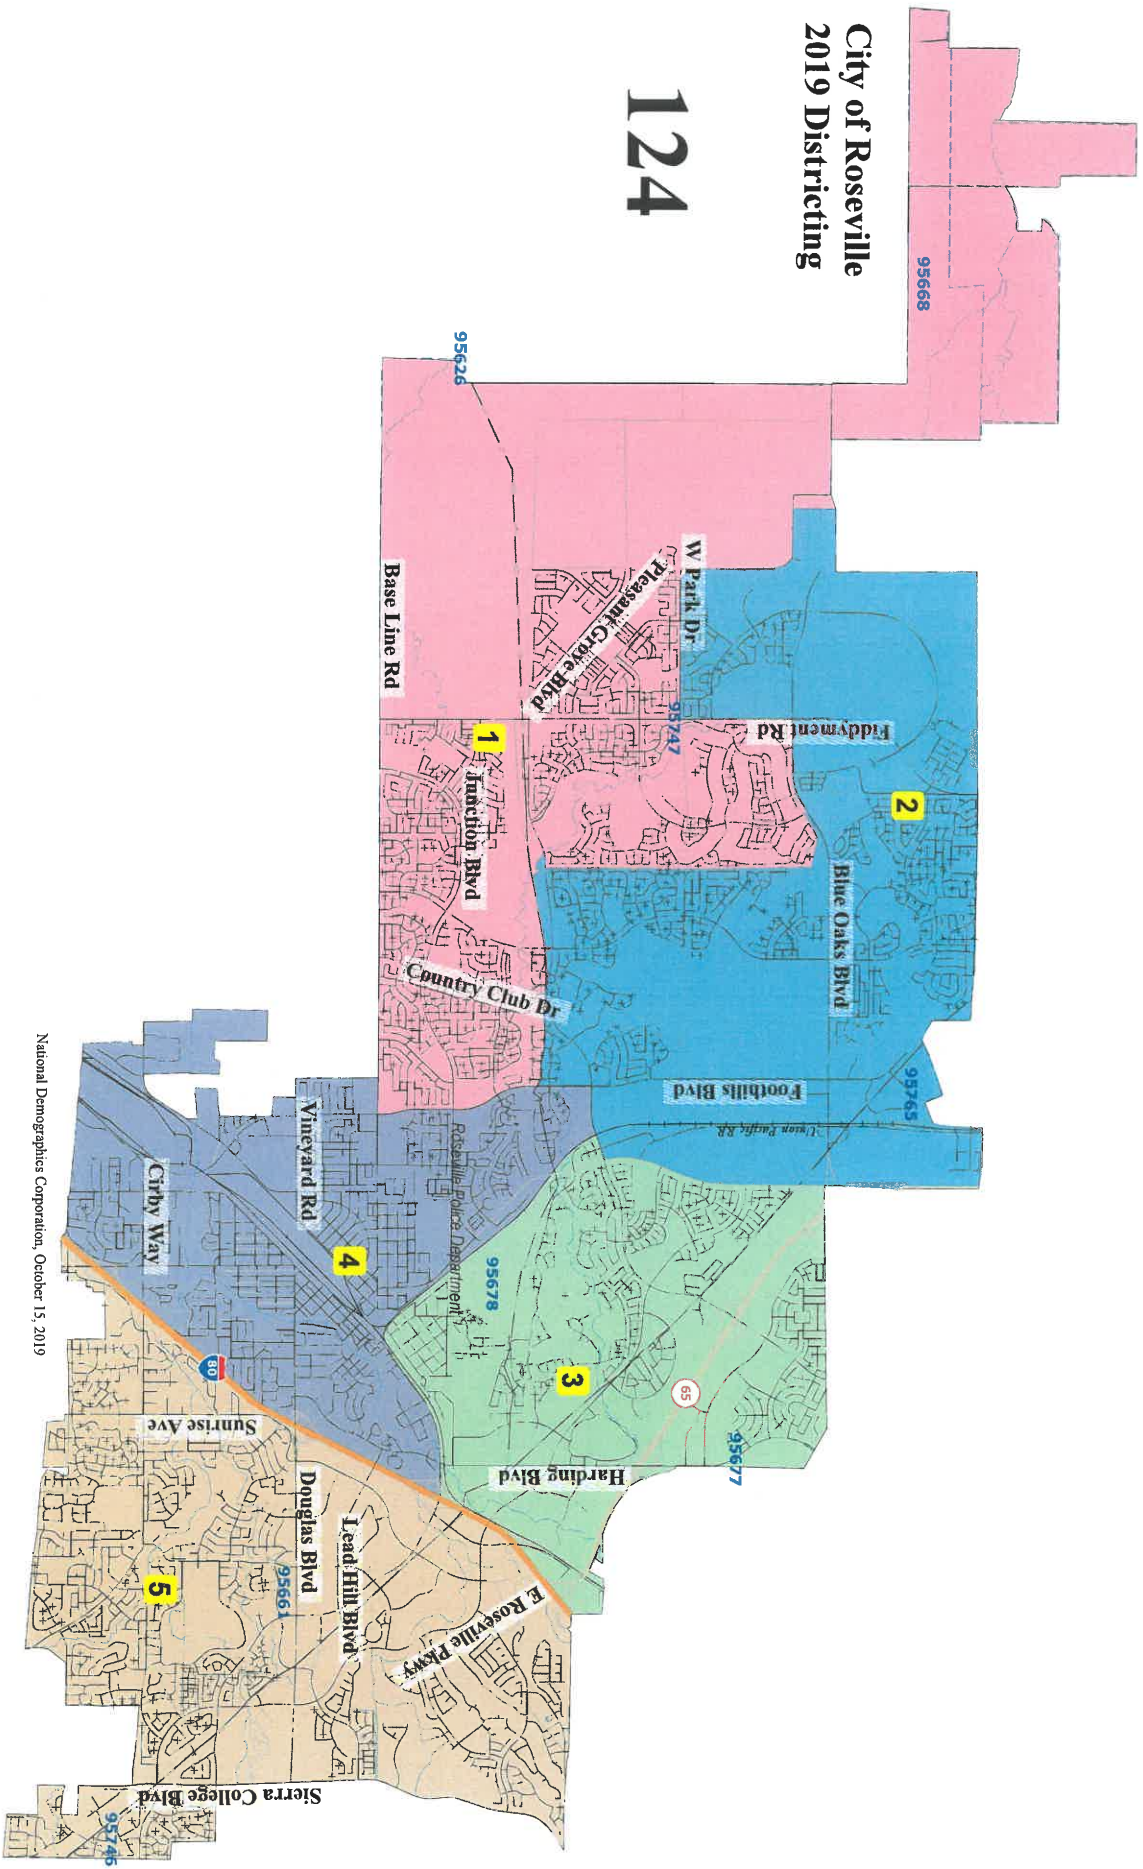 City of Roseville
2019 Districting
124
95668
95626
W Park Dr
Pleasant Grove Blvd
Base Line Rd
95747
Fiddyment Rd
1
2
Junction Blvd
Blue Oaks Blvd
Country Club Dr
Foothills Blvd
95765
Union Pacific RR
Vineyard Rd
Roseville Police Department
Cirby Way
4
95678
3
65
80
Sunrise Ave
Harding Blvd
95677
Douglas Blvd
Lead Hill Blvd
95661
5
E Roseville Pkwy
Sierra College Blvd
95746
National Demographics Corporation, October 15, 2019